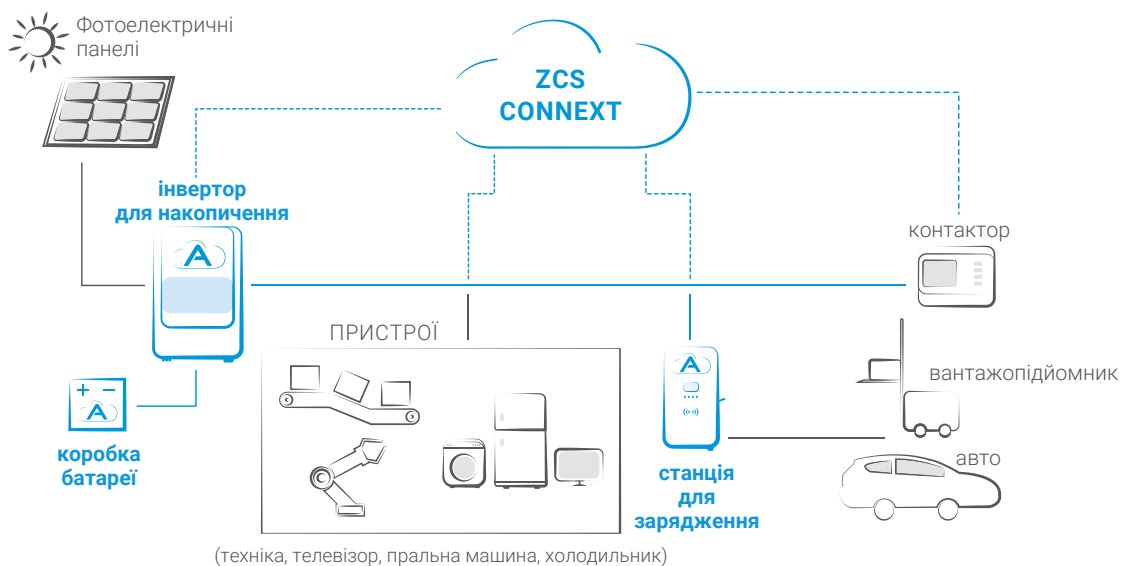 Фотоелектричні
панелі
ZCS
CONNEXT
інвертор
для накопичення
контактор
A
ПРИСТРОЇ
A
вантажопідйомник
+ −
A
коробка
батареї
авто
станція
для
зарядження
(техніка, телевізор, пральна машина, холодильник)